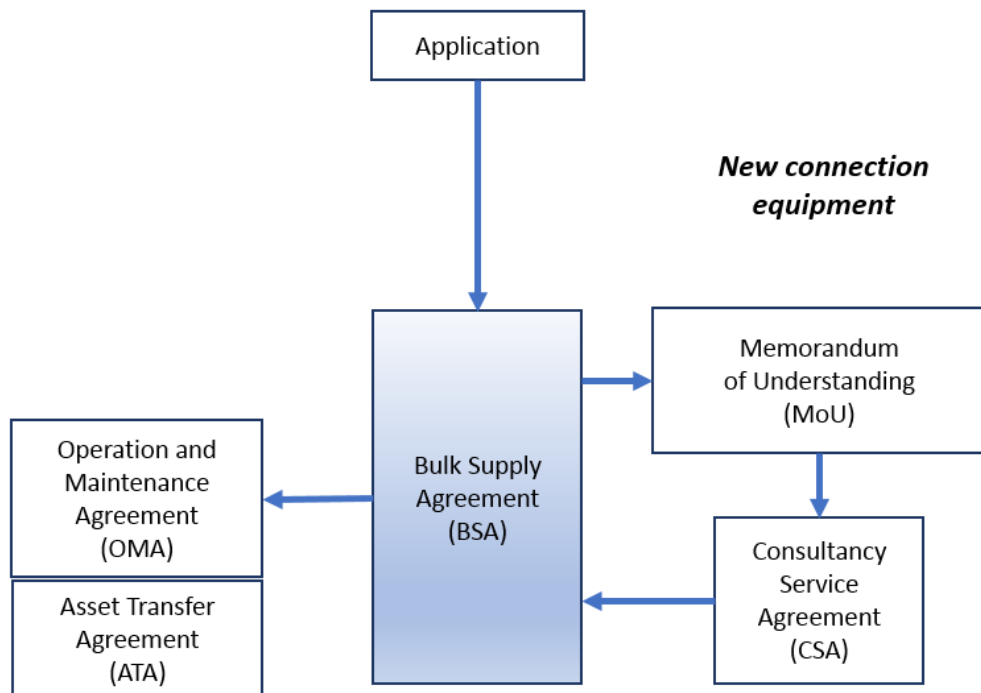 Application
New connection
equipment
Memorandum
of Understanding
(MoU)
Bulk Supply
Agreement
(BSA)
Operation and
Maintenance
Agreement
(OMA)
Consultancy
Service
Agreement
(CSA)
Asset Transfer
Agreement
(ATA)